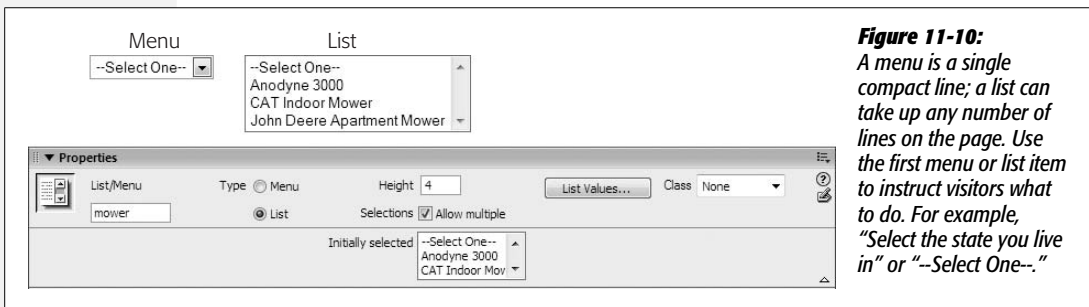 Menu
List
--Select One--
--Select One--
Anodyne 3000
CAT Indoor Mower
John Deere Apartment Mower
Properties
List/Menu
Type Menu
Height 4
List Values...
Class None
mower
List
Selections Allow multiple
Initially selected
--Select One--
Anodyne 3000
CAT Indoor Mov
Figure 11-10:
A menu is a single
compact line; a list can
take up any number of
lines on the page. Use
the first menu or list item
to instruct visitors what
to do. For example,
“Select the state you live
in” or “--Select One--.”